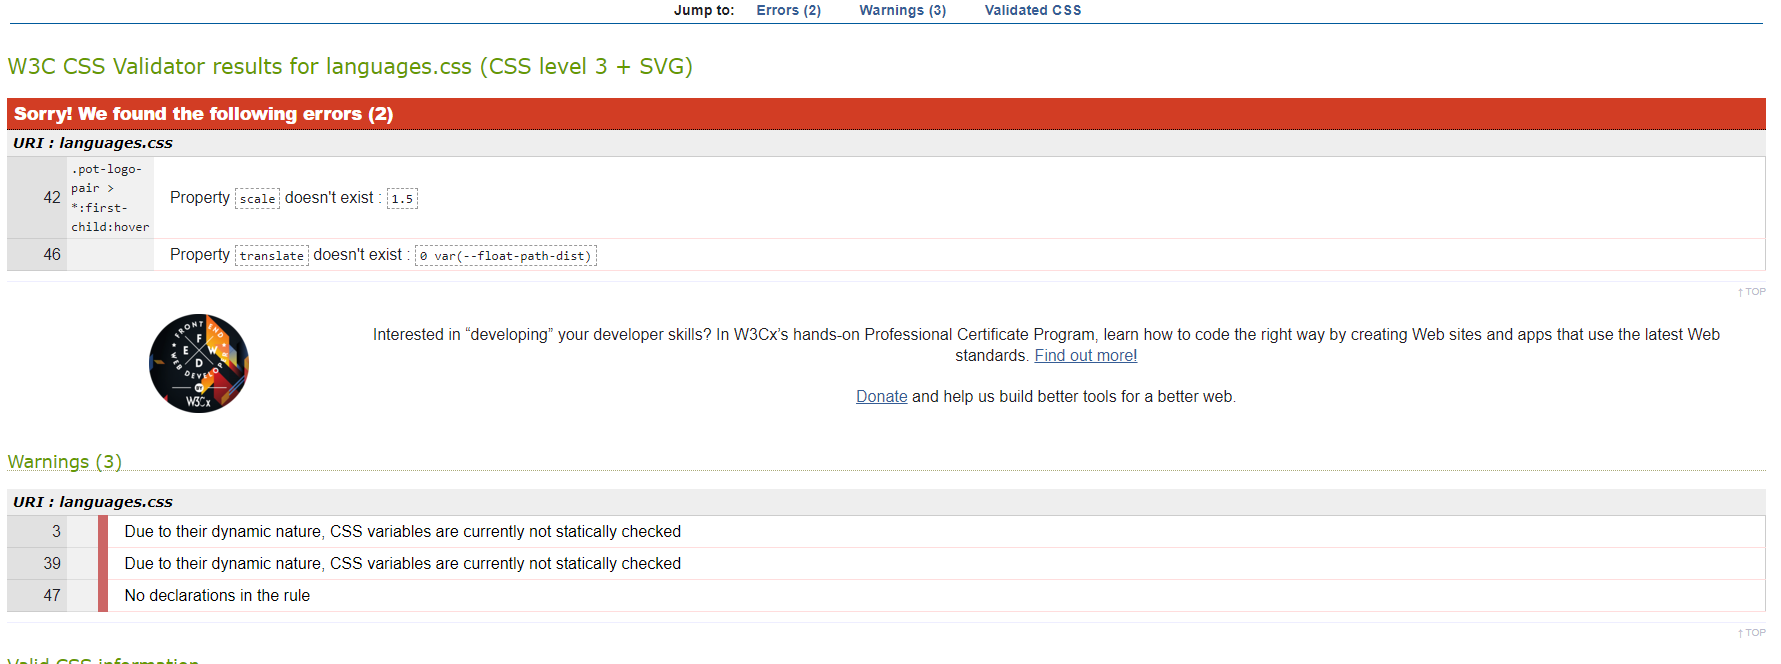 Jump to: Errors (2) Warnings (3) Validated CSS
W3C CSS Validator results for languages.css (CSS level 3 + SVG)
Sorry! We found the following errors (2)
URI : languages.css
42 .pot-logo-
pair >
*:first-
child:hover Property scale doesn't exist : 1.5
46 Property translate doesn't exist : 0 var(--float-path-dist)
↑ TOP
FRONT END
F
E W
D
WEB DEVELOPER
BY
W3Cx
Interested in “developing” your developer skills? In W3Cx’s hands-on Professional Certificate Program, learn how to code the right way by creating Web sites and apps that use the latest Web
standards. Find out more!
Donate and help us build better tools for a better web.
Warnings (3)
URI : languages.css
3 Due to their dynamic nature, CSS variables are currently not statically checked
39 Due to their dynamic nature, CSS variables are currently not statically checked
47 No declarations in the rule
↑ TOP
Valid CSS information